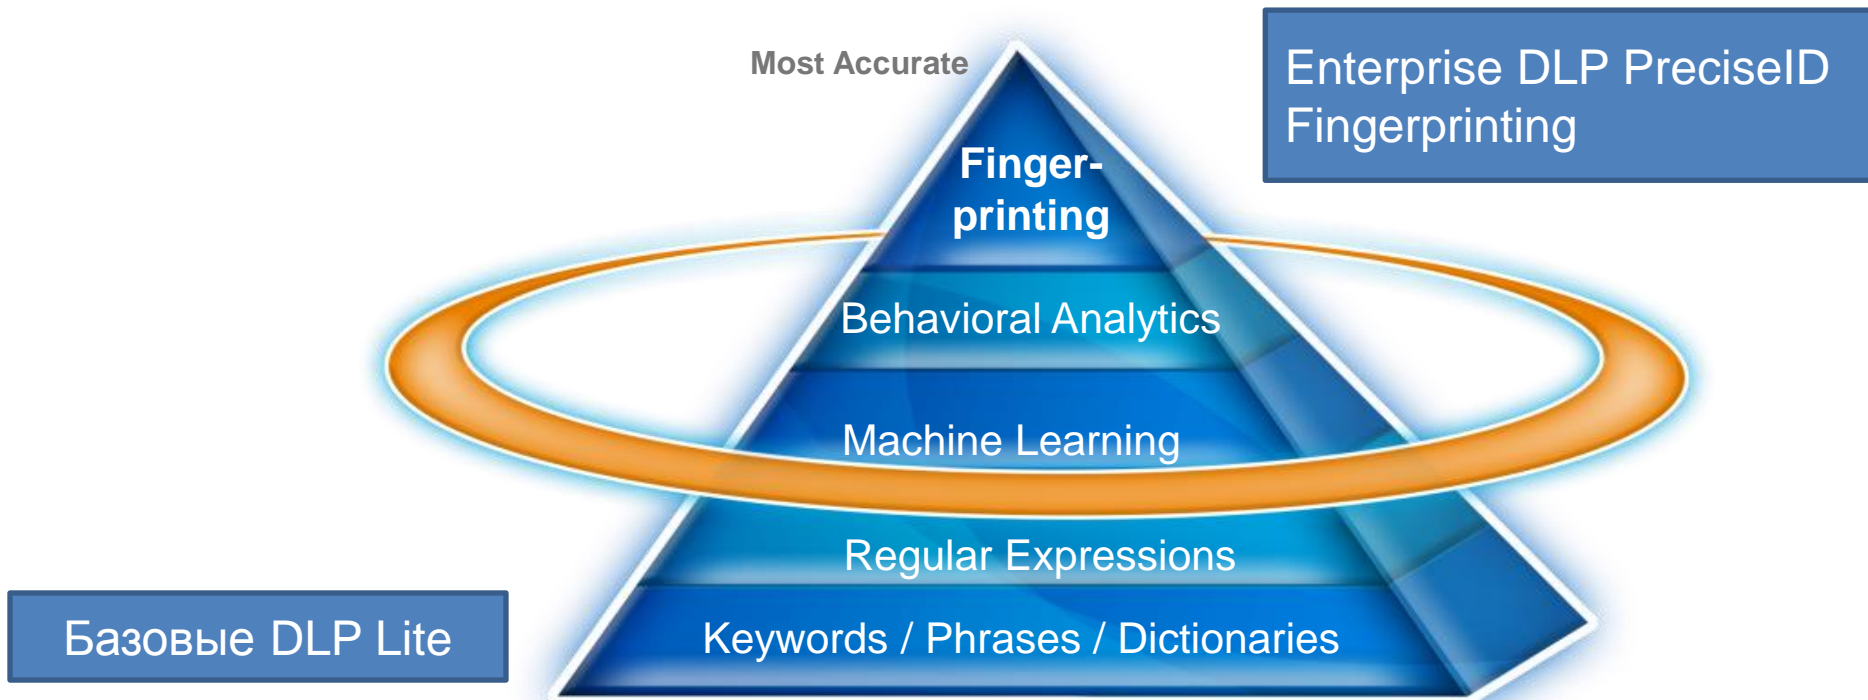 Most Accurate
Enterprise DLP PreciseID
Fingerprinting
Finger-
printing
Behavioral Analytics
Machine Learning
Regular Expressions
Базовые DLP Lite
Keywords / Phrases / Dictionaries